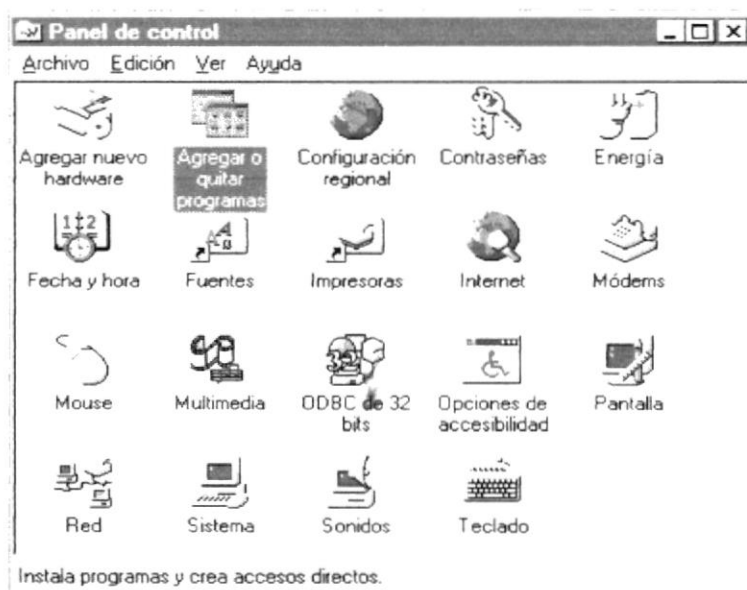 Panel de control
Archivo Edición Ver Ayuda
Agregar nuevo hardware
Agregar o quitar programas
Configuración regional
Contraseñas
Energía
Fecha y hora
Fuentes
Impresoras
Internet
Módems
Mouse
Multimedia
ODBC de 32 bits
Opciones de accesibilidad
Pantalla
Red
Sistema
Sonidos
Teclado
Instala programas y crea accesos directos.